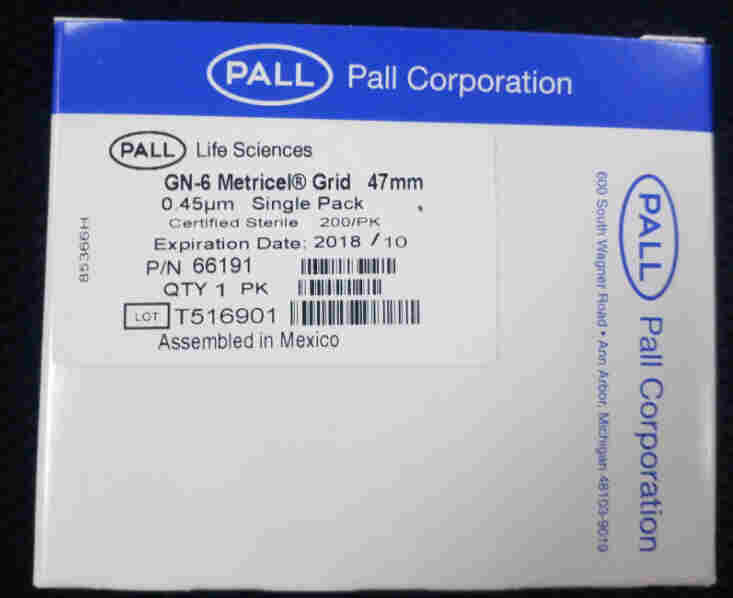 PALL Pall Corporation
PALL Life Sciences
GN-6 Metricel® Grid 47mm
0.45µm Single Pack
Certified Sterile 200/PK
Expiration Date: 2018 / 10
P/N 66191
QTY 1 PK
LOT T516901
Assembled in Mexico
85366H
PALL Pall Corporation
600 South Wagner Road • Ann Arbor, Michigan 48103-9019